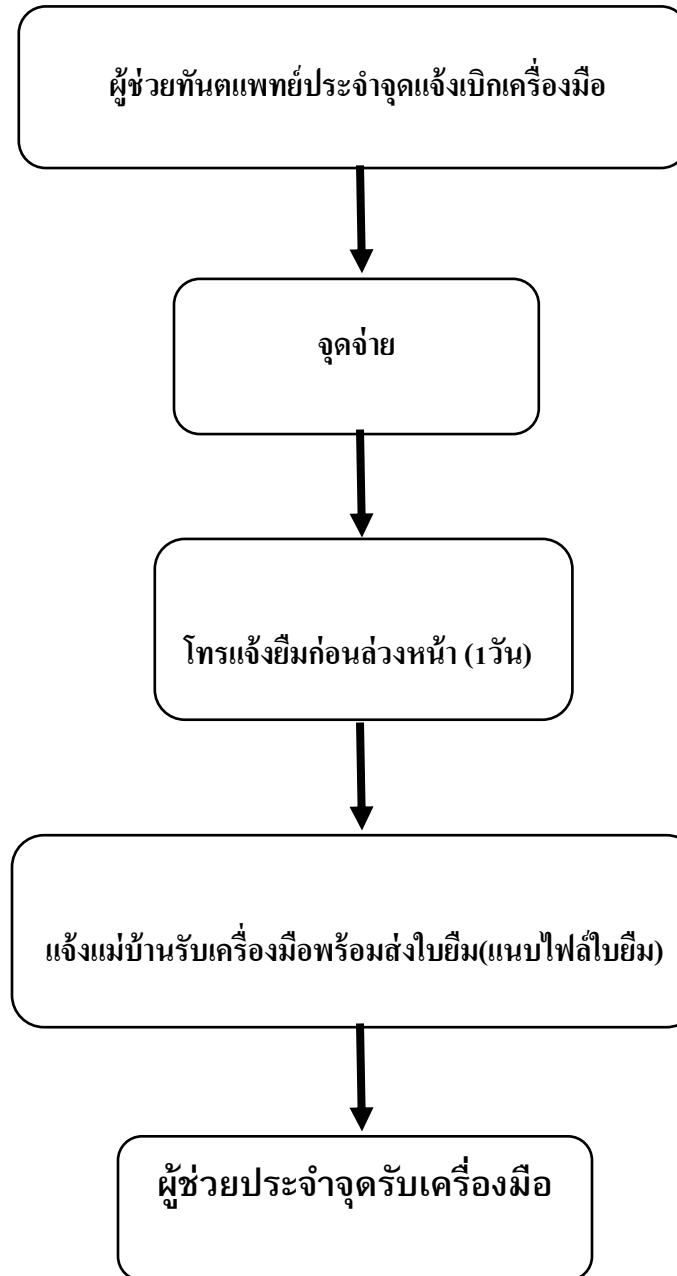 ผู้ช่วยทันตแพทย์ประจำจุดแจ้งเบิกเครื่องมือ
จุดจ่าย
โทรแจ้งยืมก่อนล่วงหน้า (1วัน)
แจ้งแม่บ้านรับเครื่องมือพร้อมส่งใบยืม(แนบไฟล์ใบยืม)
ผู้ช่วยประจำจุดรับเครื่องมือ